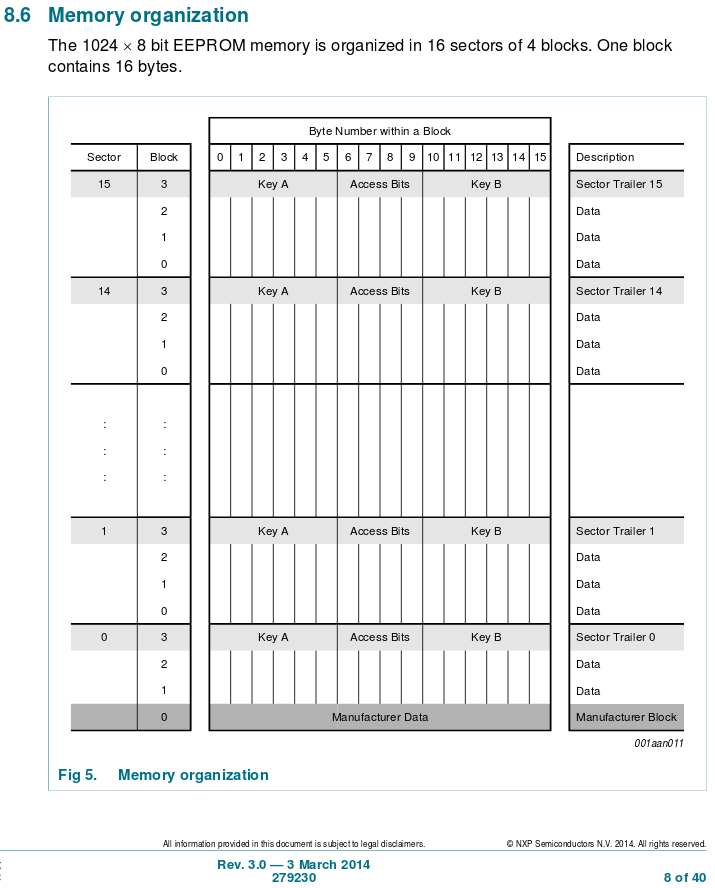 8.6 Memory organization
The 1024 × 8 bit EEPROM memory is organized in 16 sectors of 4 blocks. One block
contains 16 bytes.
Byte Number within a Block
Sector Block 0 1 2 3 4 5 6 7 8 9 10 11 12 13 14 15 Description
15 3 Key A Access Bits Key B Sector Trailer 15
2 Data
1 Data
0 Data
14 3 Key A Access Bits Key B Sector Trailer 14
2 Data
1 Data
0 Data
: :
: :
: :
1 3 Key A Access Bits Key B Sector Trailer 1
2 Data
1 Data
0 Data
0 3 Key A Access Bits Key B Sector Trailer 0
2 Data
1 Data
0 Manufacturer Data Manufacturer Block
001aan011
Fig 5. Memory organization
All information provided in this document is subject to legal disclaimers. © NXP Semiconductors N.V. 2014. All rights reserved.
Rev. 3.0 — 3 March 2014
279230 8 of 40